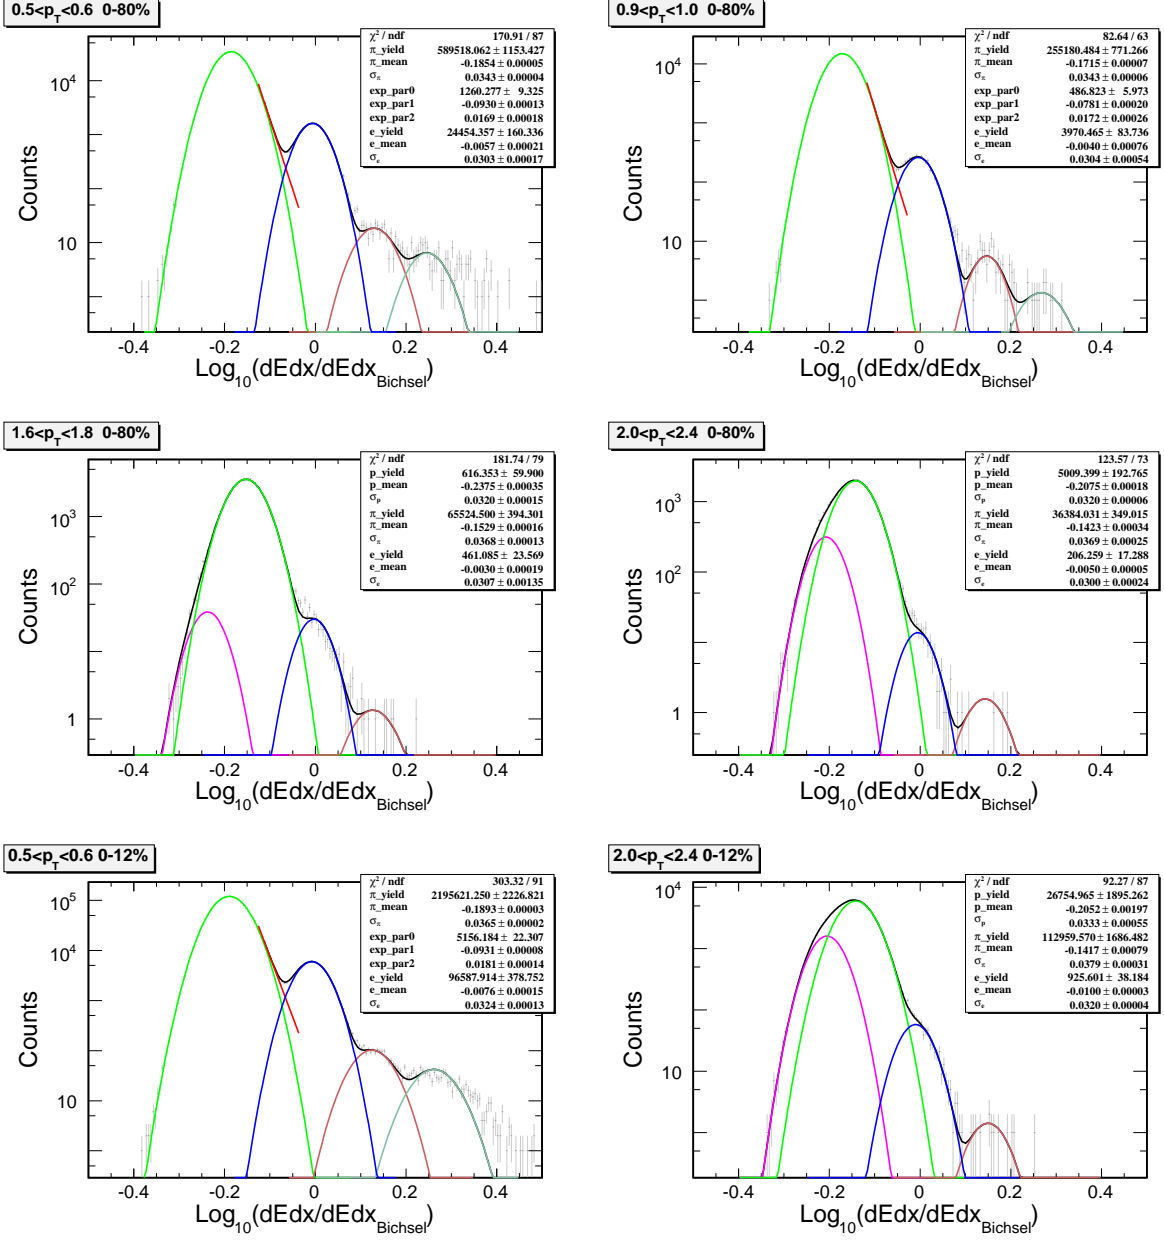 0.5<p_T<0.6 0-80%
χ² / ndf 170.91 / 87
π_yield 589518.062 ± 1153.427
π_mean -0.1854 ± 0.00005
σ_π 0.0343 ± 0.00004
exp_par0 1260.277 ± 9.325
exp_par1 -0.0930 ± 0.00013
exp_par2 0.0169 ± 0.00018
e_yield 24454.357 ± 160.336
e_mean -0.0057 ± 0.00021
σ_e 0.0303 ± 0.00017
Counts
10⁴
10
-0.4 -0.2 0 0.2 0.4
Log₁₀(dEdx/dEdx_Bichsel)
0.9<p_T<1.0 0-80%
χ² / ndf 82.64 / 63
π_yield 255180.484 ± 771.266
π_mean -0.1715 ± 0.00007
σ_π 0.0343 ± 0.00006
exp_par0 486.823 ± 5.973
exp_par1 -0.0781 ± 0.00020
exp_par2 0.0172 ± 0.00026
e_yield 3970.465 ± 83.736
e_mean -0.0040 ± 0.00076
σ_e 0.0304 ± 0.00054
Counts
10⁴
10
-0.4 -0.2 0 0.2 0.4
Log₁₀(dEdx/dEdx_Bichsel)
1.6<p_T<1.8 0-80%
χ² / ndf 181.74 / 79
p_yield 616.353 ± 59.900
p_mean -0.2375 ± 0.00035
σ_p 0.0320 ± 0.00015
π_yield 65524.500 ± 394.301
π_mean -0.1529 ± 0.00016
σ_π 0.0368 ± 0.00013
e_yield 461.085 ± 23.569
e_mean -0.0030 ± 0.00019
σ_e 0.0307 ± 0.00135
Counts
10³
10²
1
-0.4 -0.2 0 0.2 0.4
Log₁₀(dEdx/dEdx_Bichsel)
2.0<p_T<2.4 0-80%
χ² / ndf 123.57 / 73
p_yield 5009.399 ± 192.765
p_mean -0.2075 ± 0.00018
σ_p 0.0320 ± 0.00006
π_yield 36384.031 ± 349.015
π_mean -0.1423 ± 0.00034
σ_π 0.0369 ± 0.00025
e_yield 206.259 ± 17.288
e_mean -0.0050 ± 0.00005
σ_e 0.0300 ± 0.00024
Counts
10²
1
-0.4 -0.2 0 0.2 0.4
Log₁₀(dEdx/dEdx_Bichsel)
0.5<p_T<0.6 0-12%
χ² / ndf 303.32 / 91
π_yield 2195621.250 ± 2226.821
π_mean -0.1893 ± 0.00003
σ_π 0.0365 ± 0.00002
exp_par0 5156.184 ± 22.307
exp_par1 -0.0931 ± 0.00008
exp_par2 0.0181 ± 0.00014
e_yield 96587.914 ± 378.752
e_mean -0.0076 ± 0.00015
σ_e 0.0324 ± 0.00013
Counts
10⁵
10⁴
10
-0.4 -0.2 0 0.2 0.4
Log₁₀(dEdx/dEdx_Bichsel)
2.0<p_T<2.4 0-12%
χ² / ndf 92.27 / 87
p_yield 26754.965 ± 1895.262
p_mean -0.2052 ± 0.00197
σ_p 0.0333 ± 0.00055
π_yield 112959.570 ± 1686.482
π_mean -0.1417 ± 0.00079
σ_π 0.0379 ± 0.00031
e_yield 925.601 ± 38.184
e_mean -0.0100 ± 0.00003
σ_e 0.0320 ± 0.00004
Counts
10⁴
10
-0.4 -0.2 0 0.2 0.4
Log₁₀(dEdx/dEdx_Bichsel)